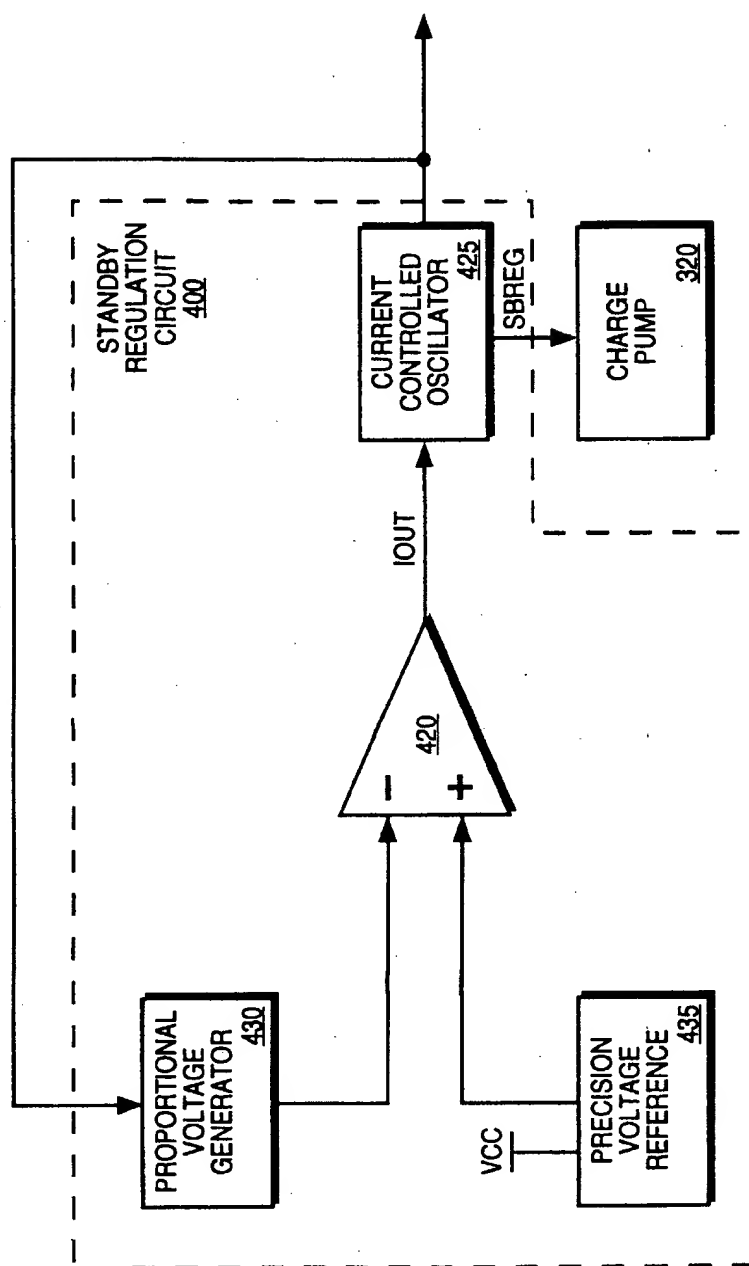 STANDBY
REGULATION
CIRCUIT
400
PROPORTIONAL
VOLTAGE
GENERATOR
430
VCC
PRECISION
VOLTAGE
REFERENCE
435
−
+
420
IOUT
CURRENT
CONTROLLED
OSCILLATOR
425
SBREG
CHARGE
PUMP
320